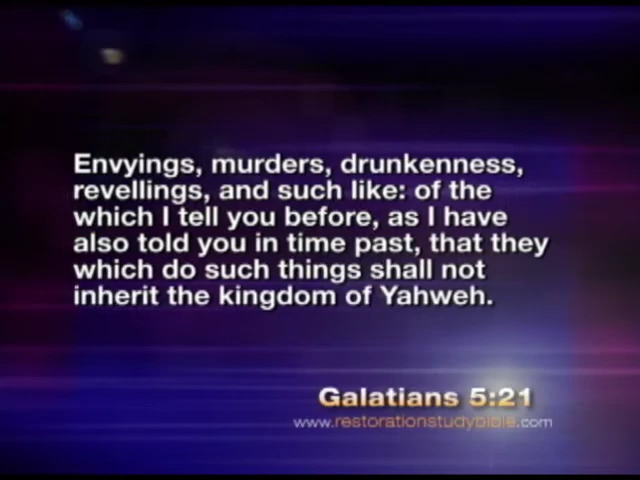 Envyings, murders, drunkenness,
revellings, and such like: of the
which I tell you before, as I have
also told you in time past, that they
which do such things shall not
inherit the kingdom of Yahweh.
Galatians 5:21
www.restorationstudybible.com